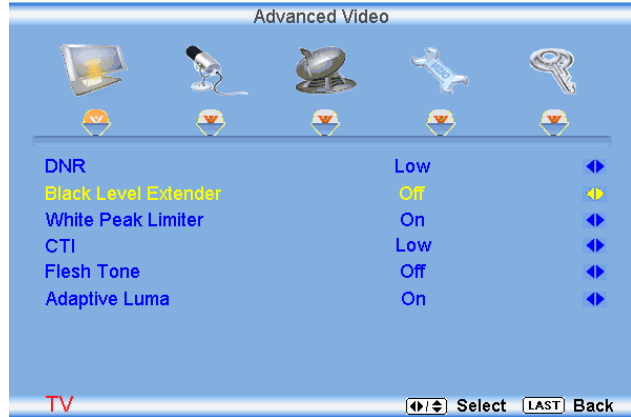 Advanced Video
DNR Low
Black Level Extender Off
White Peak Limiter On
CTI Low
Flesh Tone Off
Adaptive Luma On
TV Select LAST Back